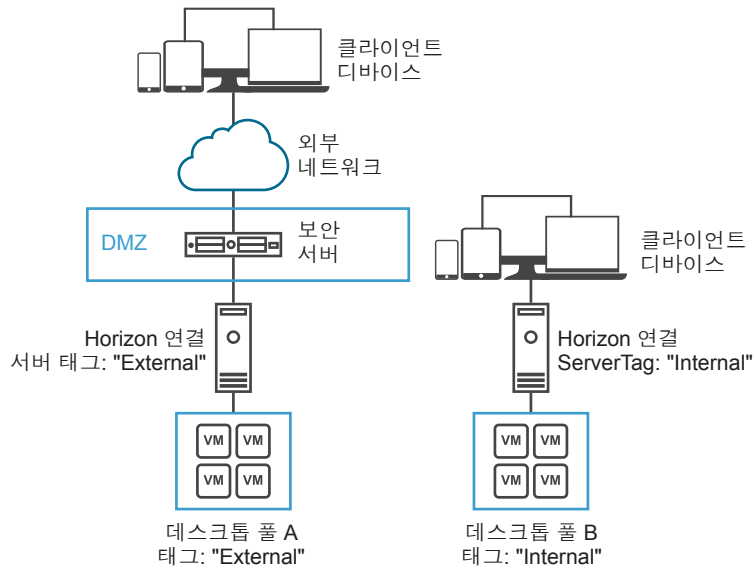 클라이언트
디바이스
외부
네트워크
DMZ
보안
서버
클라이언트
디바이스
Horizon 연결
서버 태그: "External"
Horizon 연결
ServerTag: "Internal"
VM VM
VM VM
VM VM
VM VM
데스크톱 풀 A
태그: "External"
데스크톱 풀 B
태그: "Internal"